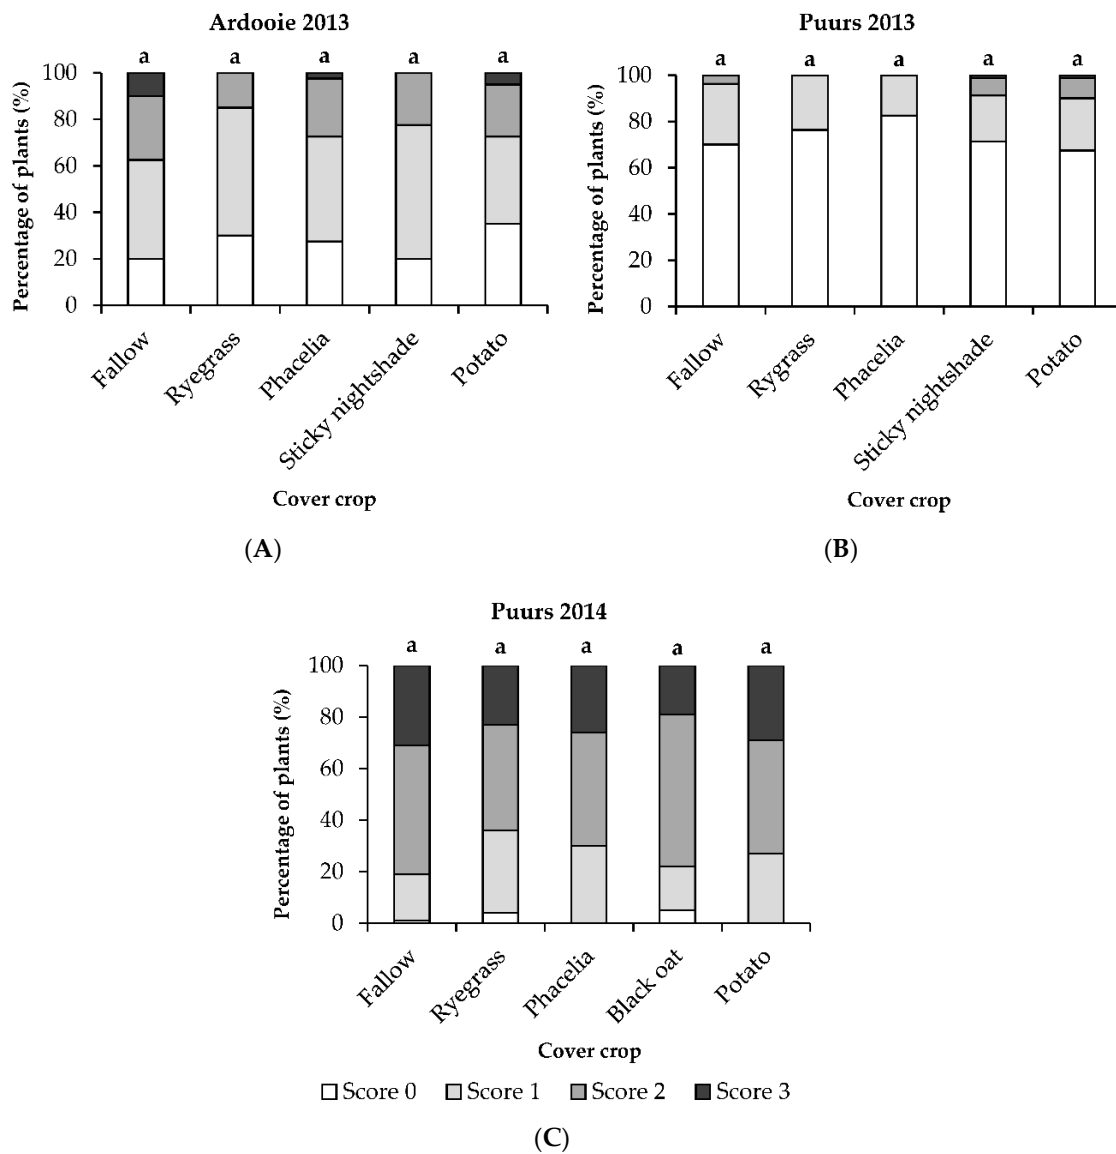 Ardooie 2013
a a a a a
Percentage of plants (%)
100
80
60
40
20
0
Fallow
Ryegrass
Phacelia
Sticky nightshade
Potato
Cover crop
(A)
Puurs 2013
a a a a a
Percentage of plants (%)
100
80
60
40
20
0
Fallow
Rygrass
Phacelia
Sticky nightshade
Potato
Cover crop
(B)
Puurs 2014
a a a a a
Percentage of plants (%)
100
80
60
40
20
0
Fallow
Ryegrass
Phacelia
Black oat
Potato
Cover crop
Score 0 Score 1 Score 2 Score 3
(C)